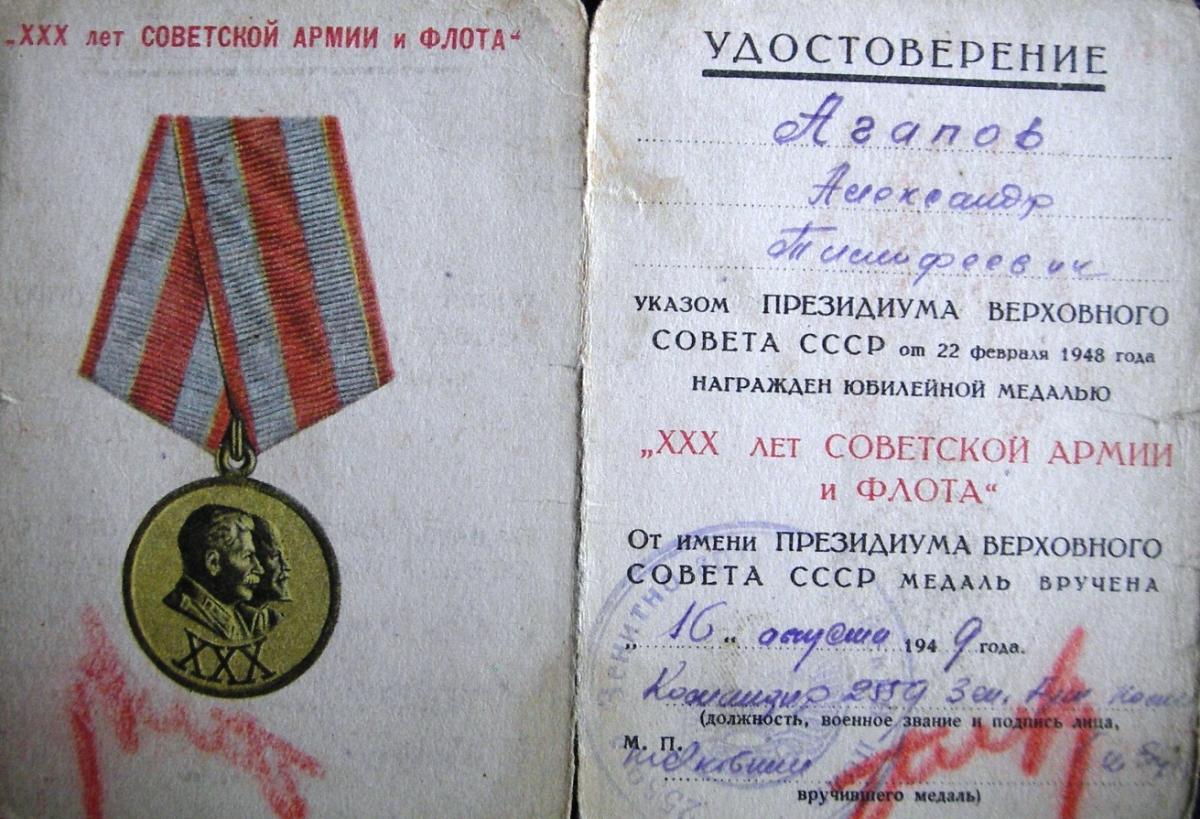 „XXX лет СОВЕТСКОЙ АРМИИ и ФЛОТА“
XXX
УДОСТОВЕРЕНИЕ
Агапов
Александр
Тимофеевич
указом ПРЕЗИДИУМА ВЕРХОВНОГО
СОВЕТА СССР от 22 февраля 1948 года
НАГРАЖДЕН ЮБИЛЕЙНОЙ МЕДАЛЬЮ
„XXX лет СОВЕТСКОЙ АРМИИ
и ФЛОТА“
От имени ПРЕЗИДИУМА ВЕРХОВНОГО
СОВЕТА СССР МЕДАЛЬ ВРУЧЕНА
„16“ августа 1949 года.
Командир Зен.
(должность, военное звание и подпись лица,
М. П.
вручившего медаль)